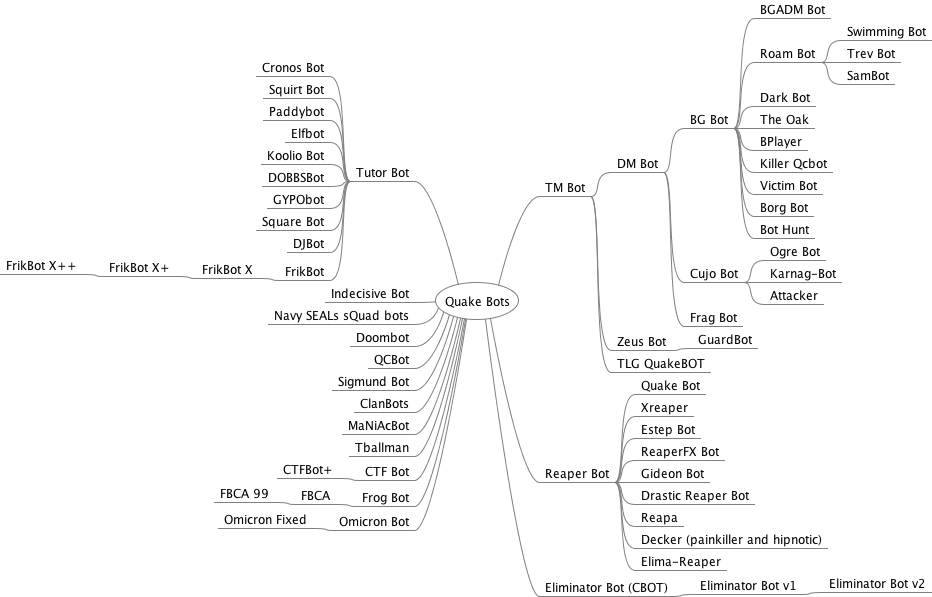 Quake Bots
Tutor Bot
Cronos Bot
Squirt Bot
Paddybot
Elfbot
Koolio Bot
DOBBSBot
GYPObot
Square Bot
DJBot
FrikBot
FrikBot X
FrikBot X+
FrikBot X++
Indecisive Bot
Navy SEALs sQuad bots
Doombot
QCBot
Sigmund Bot
ClanBots
MaNiAcBot
Tballman
CTF Bot
CTFBot+
Frog Bot
FBCA
FBCA 99
Omicron Bot
Omicron Fixed
TM Bot
DM Bot
BG Bot
BGADM Bot
Roam Bot
Swimming Bot
Trev Bot
SamBot
Dark Bot
The Oak
BPlayer
Killer Qcbot
Victim Bot
Borg Bot
Bot Hunt
Cujo Bot
Ogre Bot
Karnag-Bot
Attacker
Frag Bot
Zeus Bot
GuardBot
TLG QuakeBOT
Reaper Bot
Quake Bot
Xreaper
Estep Bot
ReaperFX Bot
Gideon Bot
Drastic Reaper Bot
Reapa
Decker (painkiller and hipnotic)
Elima-Reaper
Eliminator Bot (CBOT)
Eliminator Bot v1
Eliminator Bot v2